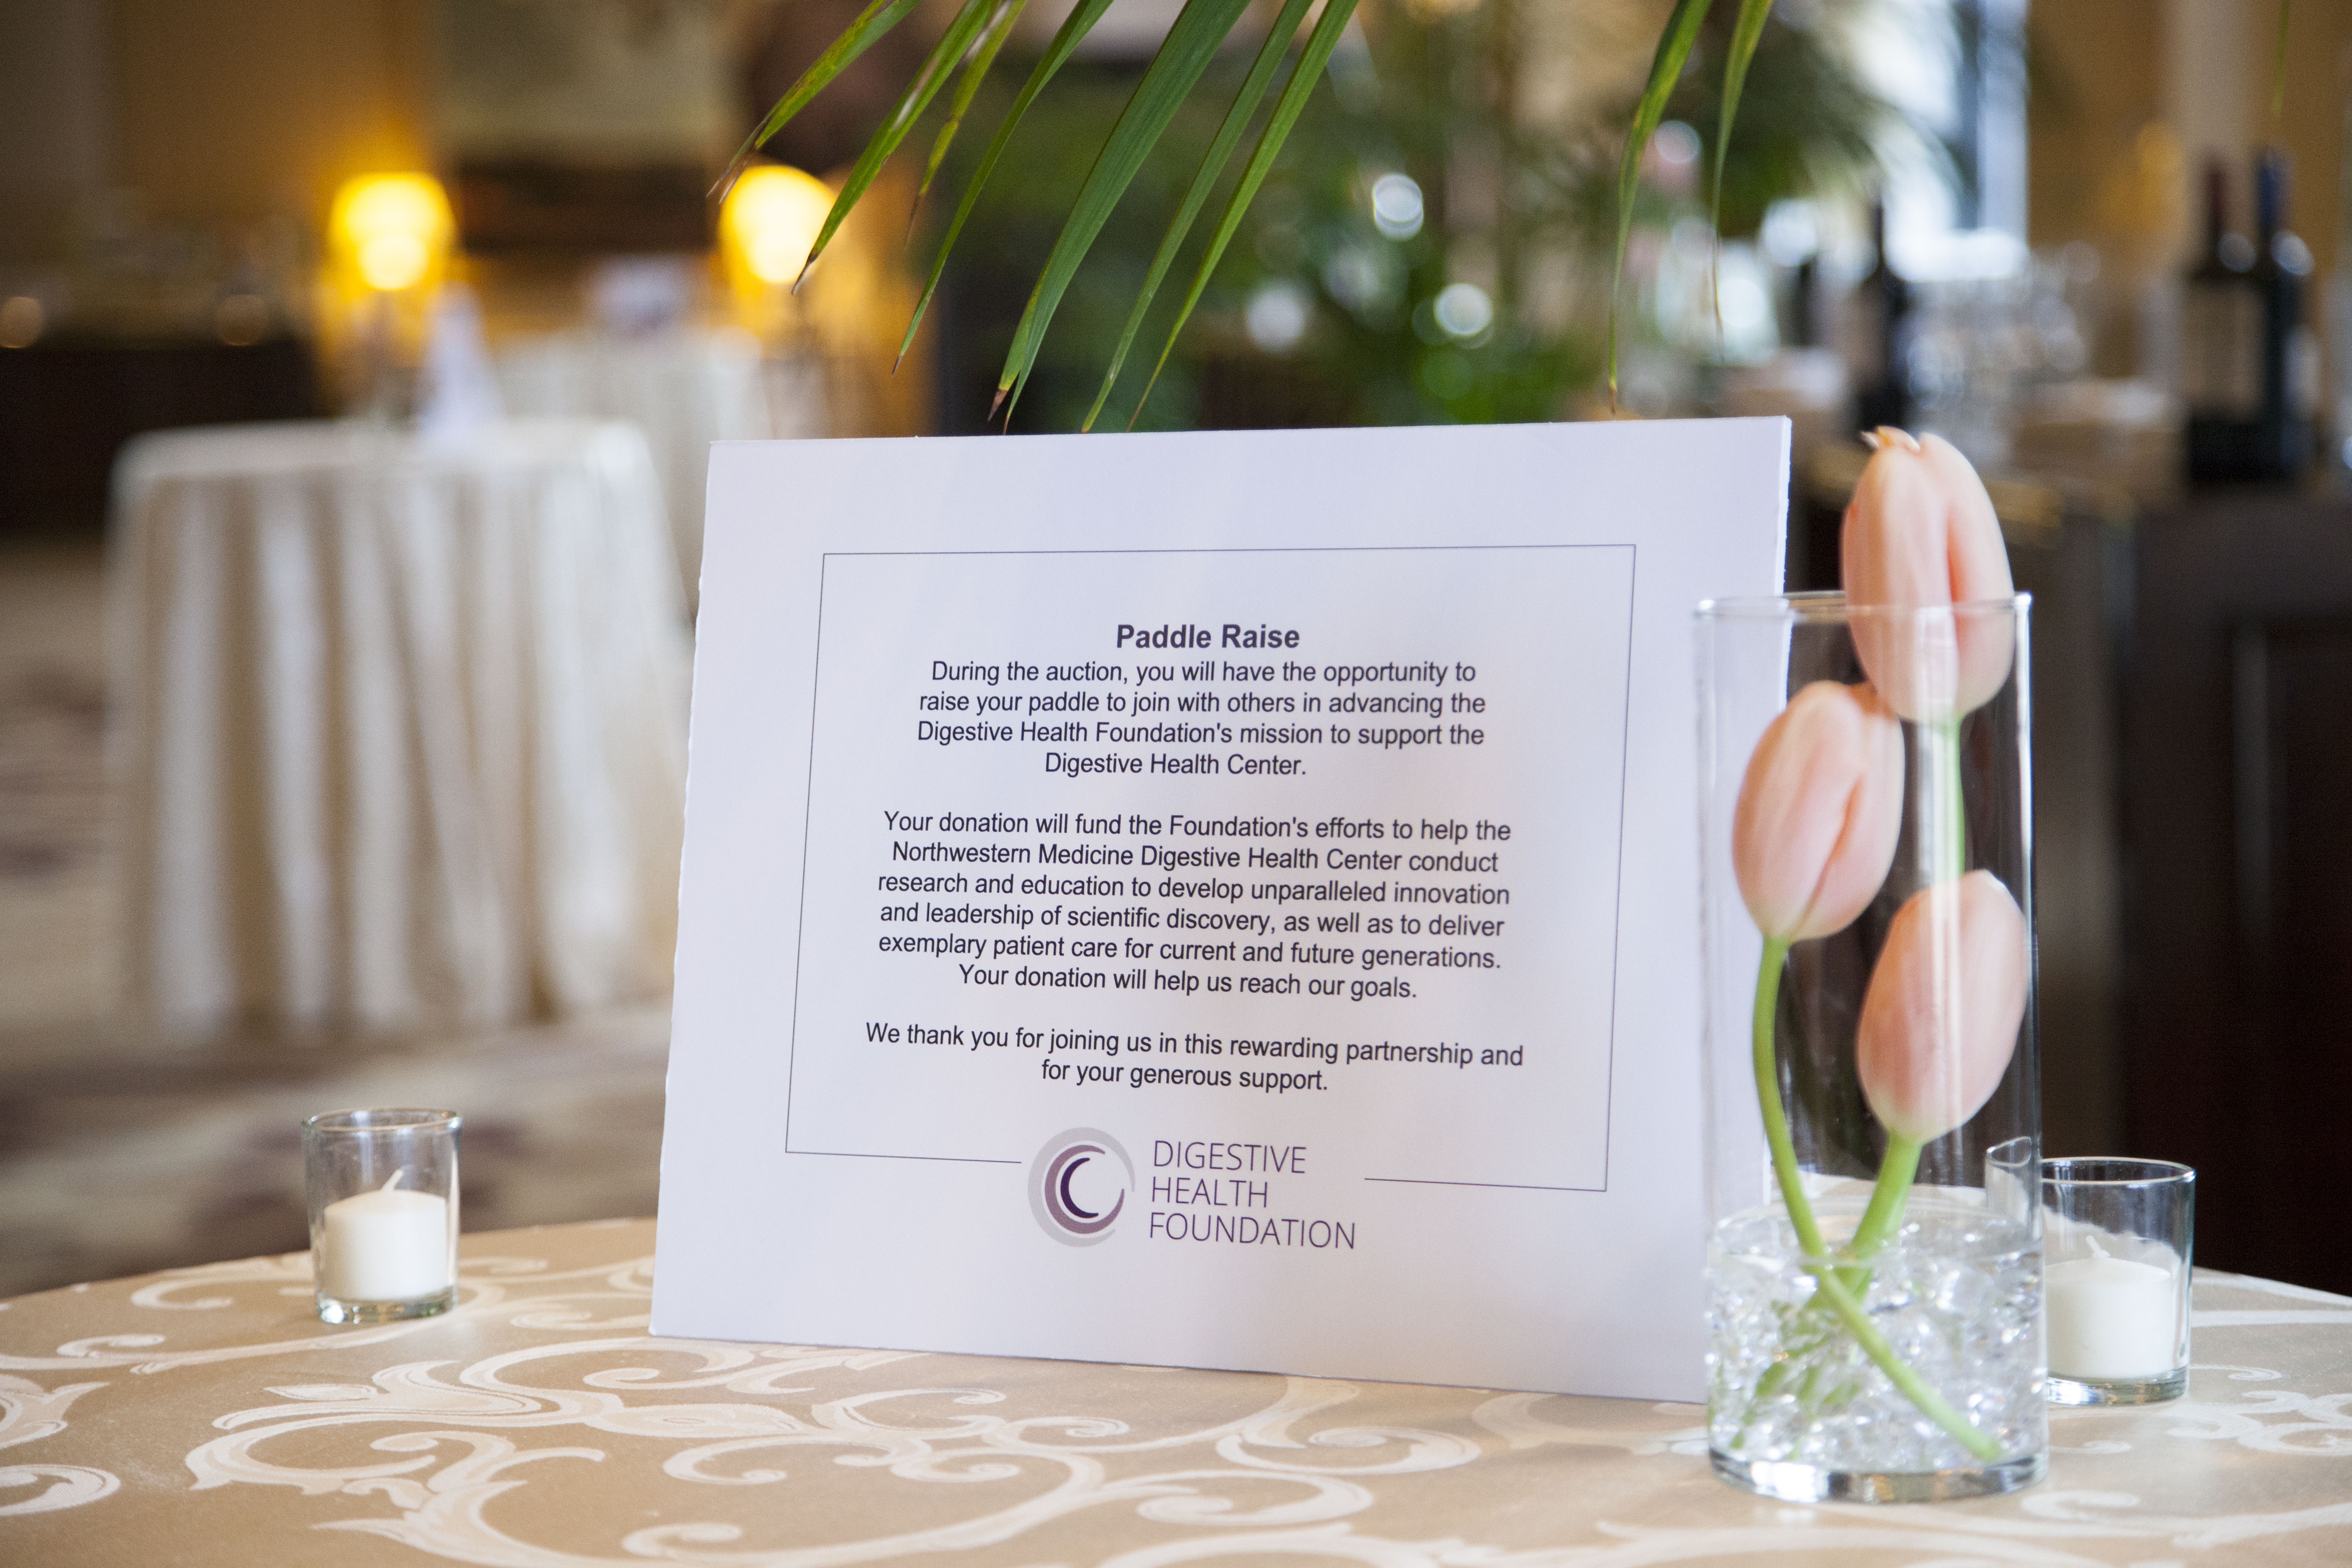 Paddle Raise
During the auction, you will have the opportunity to
raise your paddle to join with others in advancing the
Digestive Health Foundation's mission to support the
Digestive Health Center.
Your donation will fund the Foundation's efforts to help the
Northwestern Medicine Digestive Health Center conduct
research and education to develop unparalleled innovation
and leadership of scientific discovery, as well as to deliver
exemplary patient care for current and future generations.
Your donation will help us reach our goals.
We thank you for joining us in this rewarding partnership and
for your generous support.
DIGESTIVE
HEALTH
FOUNDATION